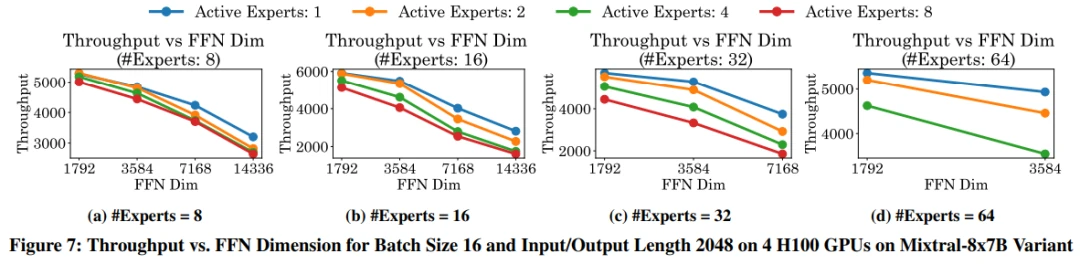 Active Experts: 1 Active Experts: 2 Active Experts: 4 Active Experts: 8
Throughput vs FFN Dim
(#Experts: 8)
Throughput
5000
4000
3000
1792 3584 7168 14336
FFN Dim
(a) #Experts = 8
Throughput vs FFN Dim
(#Experts: 16)
Throughput
6000
4000
2000
1792 3584 7168 14336
FFN Dim
(b) #Experts = 16
Throughput vs FFN Dim
(#Experts: 32)
Throughput
4000
2000
1792 3584 7168
FFN Dim
(c) #Experts = 32
Throughput vs FFN Dim
(#Experts: 64)
Throughput
5000
4000
1792 3584
FFN Dim
(d) #Experts = 64
Figure 7: Throughput vs. FFN Dimension for Batch Size 16 and Input/Output Length 2048 on 4 H100 GPUs on Mixtral-8x7B Variant